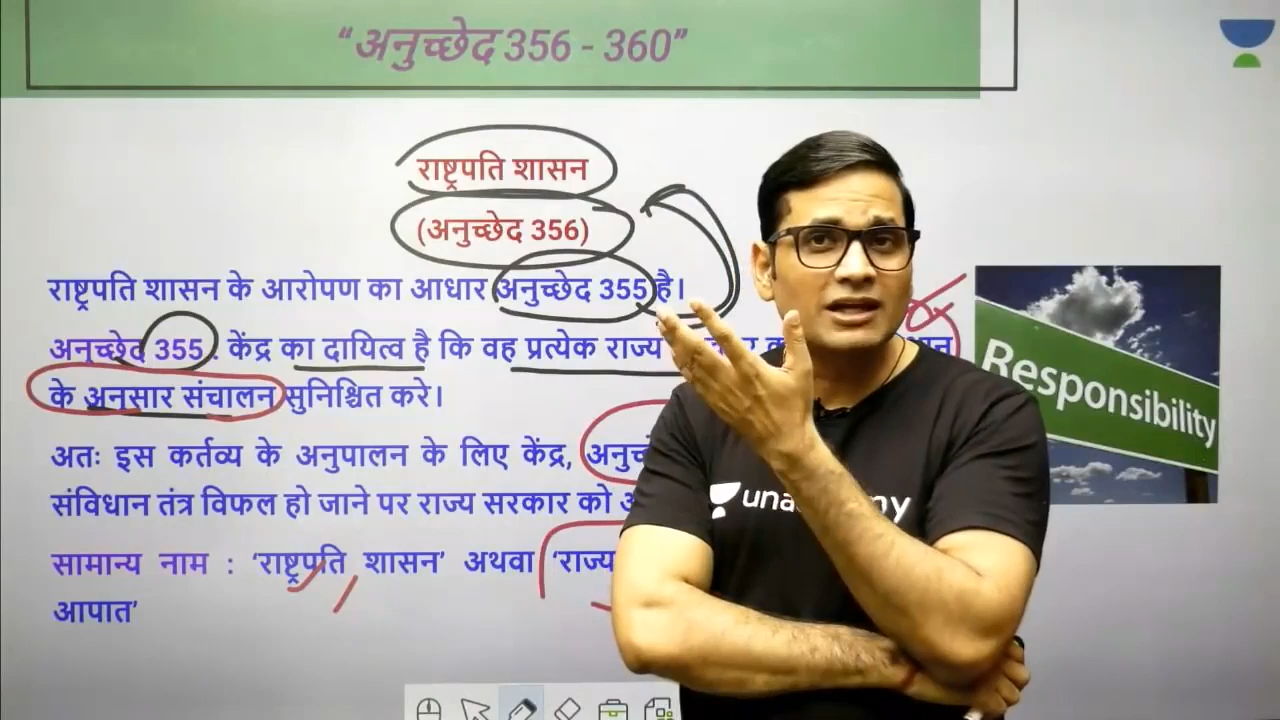 “अनुच्छेद 356 - 360”
राष्ट्रपति शासन
(अनुच्छेद 356)
राष्ट्रपति शासन के आरोपण का आधार अनुच्छेद 355 है।
अनुच्छेद 355 : केंद्र का दायित्व है कि वह प्रत्येक राज्य
के अनुसार संचालन सुनिश्चित करे।
अतः इस कर्तव्य के अनुपालन के लिए केंद्र,
संविधान तंत्र विफल हो जाने पर राज्य सरकार को
सामान्य नाम : ‘राष्ट्रपति शासन’ अथवा ‘राज्य
आपात’
Responsibility